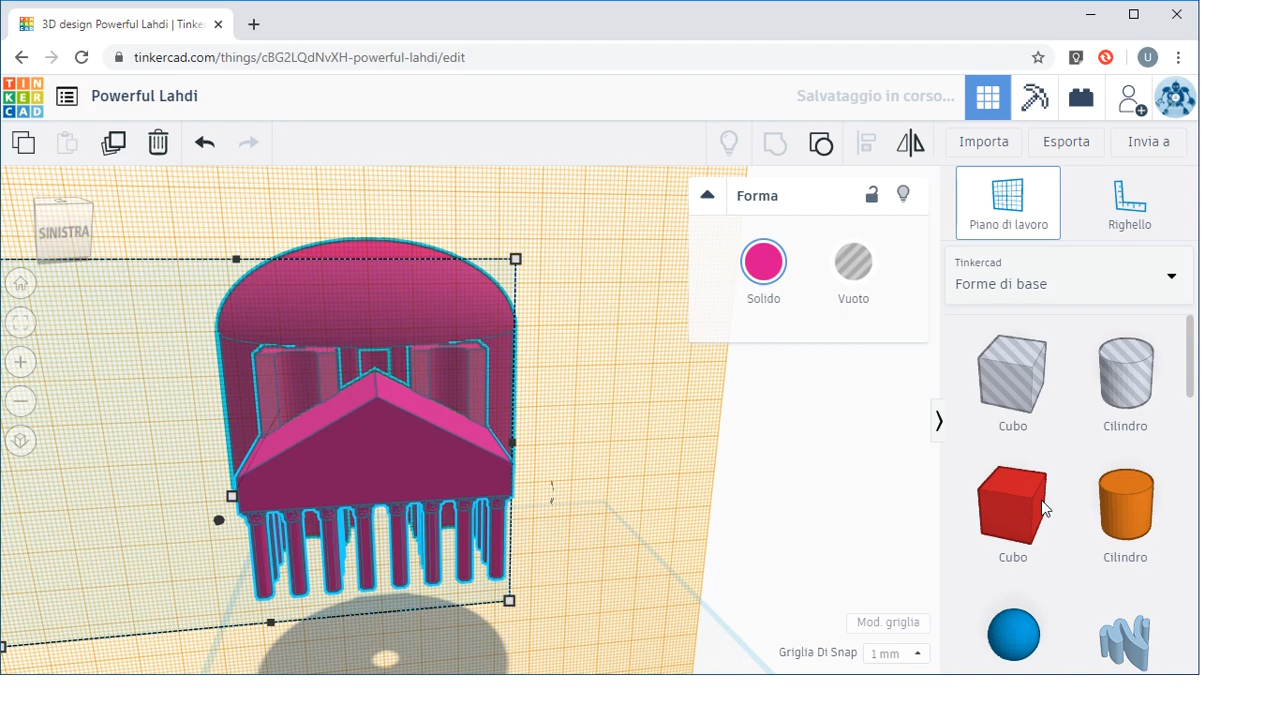 3D design Powerful Lahdi | Tinke
tinkercad.com/things/cBG2LQdNvXH-powerful-lahdi/edit
U
TIN
KER
CAD
Powerful Lahdi
Salvataggio in corso...
Importa
Esporta
Invia a
SINISTRA
Forma
Solido
Vuoto
Piano di lavoro
Righello
Tinkercad
Forme di base
Cubo
Cilindro
Cubo
Cilindro
Mod. griglia
Griglia Di Snap
1 mm